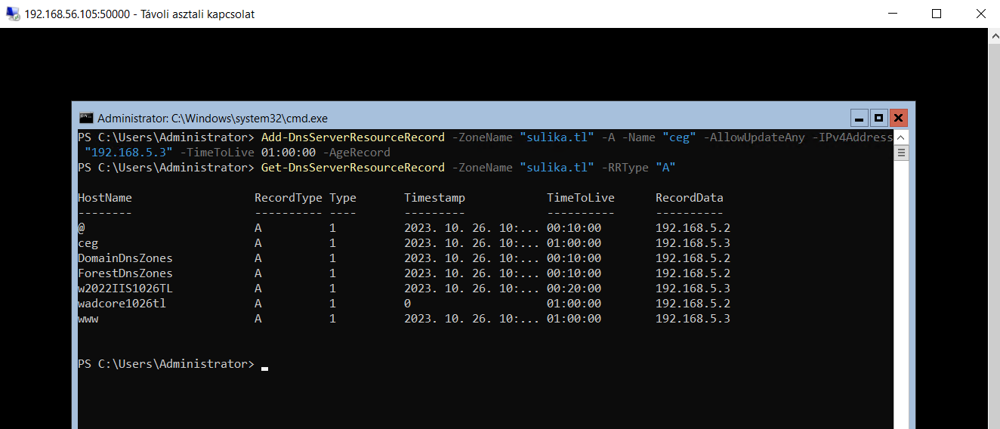 192.168.56.105:50000 - Távoli asztali kapcsolat
Administrator: C:\Windows\system32\cmd.exe
PS C:\Users\Administrator> Add-DnsServerResourceRecord -ZoneName "sulika.tl" -A -Name "ceg" -AllowUpdateAny -IPv4Address
"192.168.5.3" -TimeToLive 01:00:00 -AgeRecord
PS C:\Users\Administrator> Get-DnsServerResourceRecord -ZoneName "sulika.tl" -RRType "A"
HostName RecordType Type Timestamp TimeToLive RecordData
-------- ---------- ---- --------- ---------- ----------
@ A 1 2023. 10. 26. 10:... 00:10:00 192.168.5.2
ceg A 1 2023. 10. 26. 10:... 01:00:00 192.168.5.3
DomainDnsZones A 1 2023. 10. 26. 10:... 00:10:00 192.168.5.2
ForestDnsZones A 1 2023. 10. 26. 10:... 00:10:00 192.168.5.2
w2022IIS1026TL A 1 2023. 10. 26. 10:... 00:20:00 192.168.5.3
wadcore1026tl A 1 0 01:00:00 192.168.5.2
www A 1 2023. 10. 26. 10:... 01:00:00 192.168.5.3
PS C:\Users\Administrator>